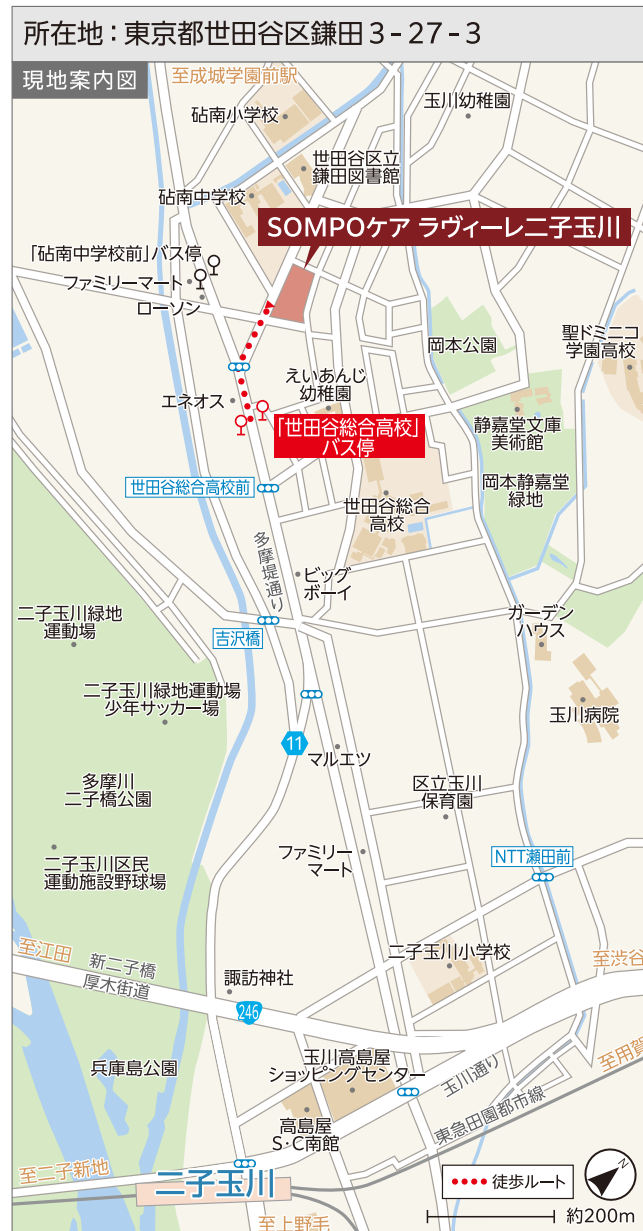 所在地：東京都世田谷区鎌田3-27-3
現地案内図
至成城学園前駅
砧南小学校
玉川幼稚園
世田谷区立
鎌田図書館
砧南中学校
SOMPOケア ラヴィーレ二子玉川
「砧南中学校前」バス停
ファミリーマート
ローソン
岡本公園
聖ドミニコ
学園高校
えいあんじ
幼稚園
エネオス
「世田谷総合高校」
バス停
静嘉堂文庫
美術館
世田谷総合高校前
世田谷総合
高校
岡本静嘉堂
緑地
多摩堤通り
ビッグ
ボーイ
二子玉川緑地
運動場
吉沢橋
ガーデン
ハウス
二子玉川緑地運動場
少年サッカー場
玉川病院
11
マルエツ
多摩川
二子橋公園
区立玉川
保育園
二子玉川区民
運動施設野球場
ファミリー
マート
NTT瀬田前
至江田
新二子橋
厚木街道
諏訪神社
二子玉川小学校
至渋谷
246
兵庫島公園
玉川高島屋
ショッピングセンター
玉川通り
至用賀
高島屋
S・C南館
東急田園都市線
至二子新地
二子玉川
徒歩ルート
N
至上野毛
約200m